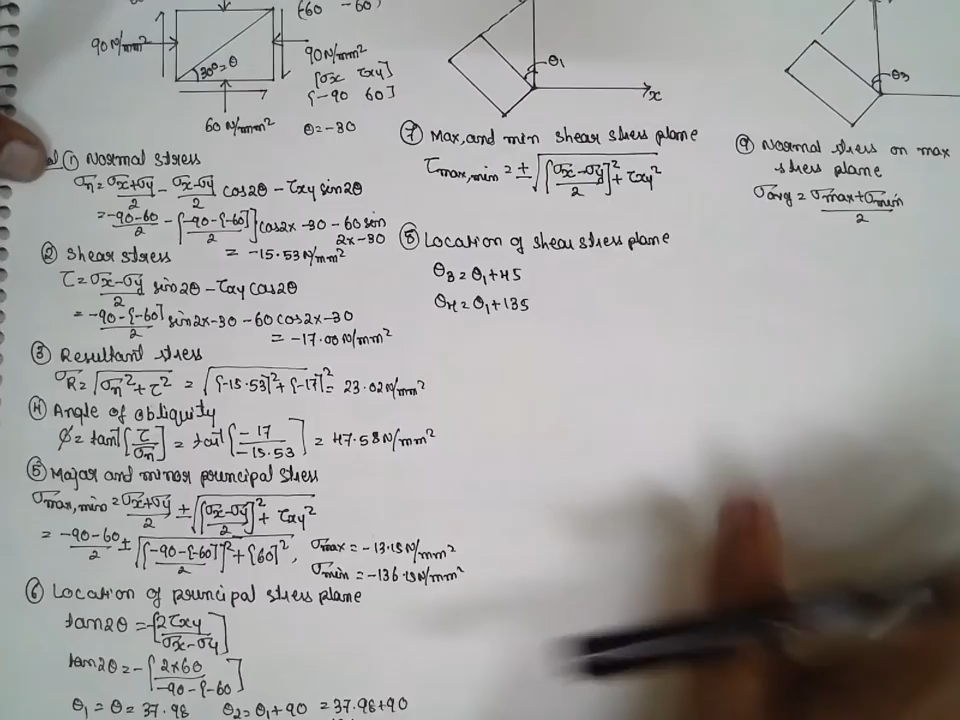 (60 -60)
90 N/mm²
30°=θ
90 N/mm²
[σx τxy]
[-90 60]
60 N/mm²
θ=-30
① Normal stress
σn = σx+σy/2 - σx-σy/2 cos2θ - τxy sin2θ
= -90-60/2 - [-90-(-60)/2] cos2x-30 - 60 sin 2x-30
= -15.53 N/mm²
② Shear stress
τ = σx-σy/2 sin2θ - τxy cos2θ
= -90-(-60)/2 sin2x-30 - 60 cos2x-30
= -17.00 N/mm²
③ Resultant stress
σR = √σn²+τ² = √(-15.53)²+(-17)² = 23.02 N/mm²
④ Angle of obliquity
φ = tan⁻¹[τ/σn] = tan⁻¹[-17/-15.53] = 47.58 N/mm²
⑤ Major and minor principal stress
σmax,min = σx+σy/2 ± √[σx-σy/2]² + τxy²
= -90-60/2 ± √[-90-(-60)/2]² + [60]², σmax = -13.15 N/mm²
σmin = -136.15 N/mm²
⑥ Location of principal stress plane
tan2θ = -[2τxy/σx-σy]
tan2θ = -[2x60/-90-(-60]
θ1 = θ = 37.98 θ2 = θ1+90 = 37.98+90
θ1
x
⑦ Max, and min shear stress plane
τmax,min = ± √[σx-σy/2]² + τxy²
⑧ Location of shear stress plane
θ3 = θ1+45
θ4 = θ1+135
θ3
⑨ Normal stress on max
stress plane
σavg = σmax+σmin/2